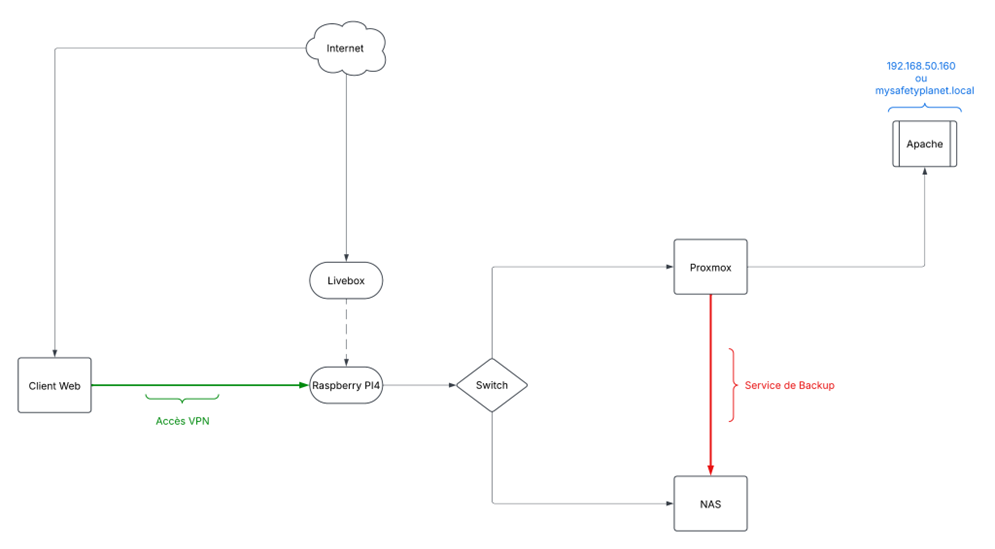 Internet
192.168.50.160
ou
mysafetyplanet.local
Apache
Proxmox
Livebox
Client Web
Raspberry PI4
Switch
Service de Backup
Accès VPN
NAS